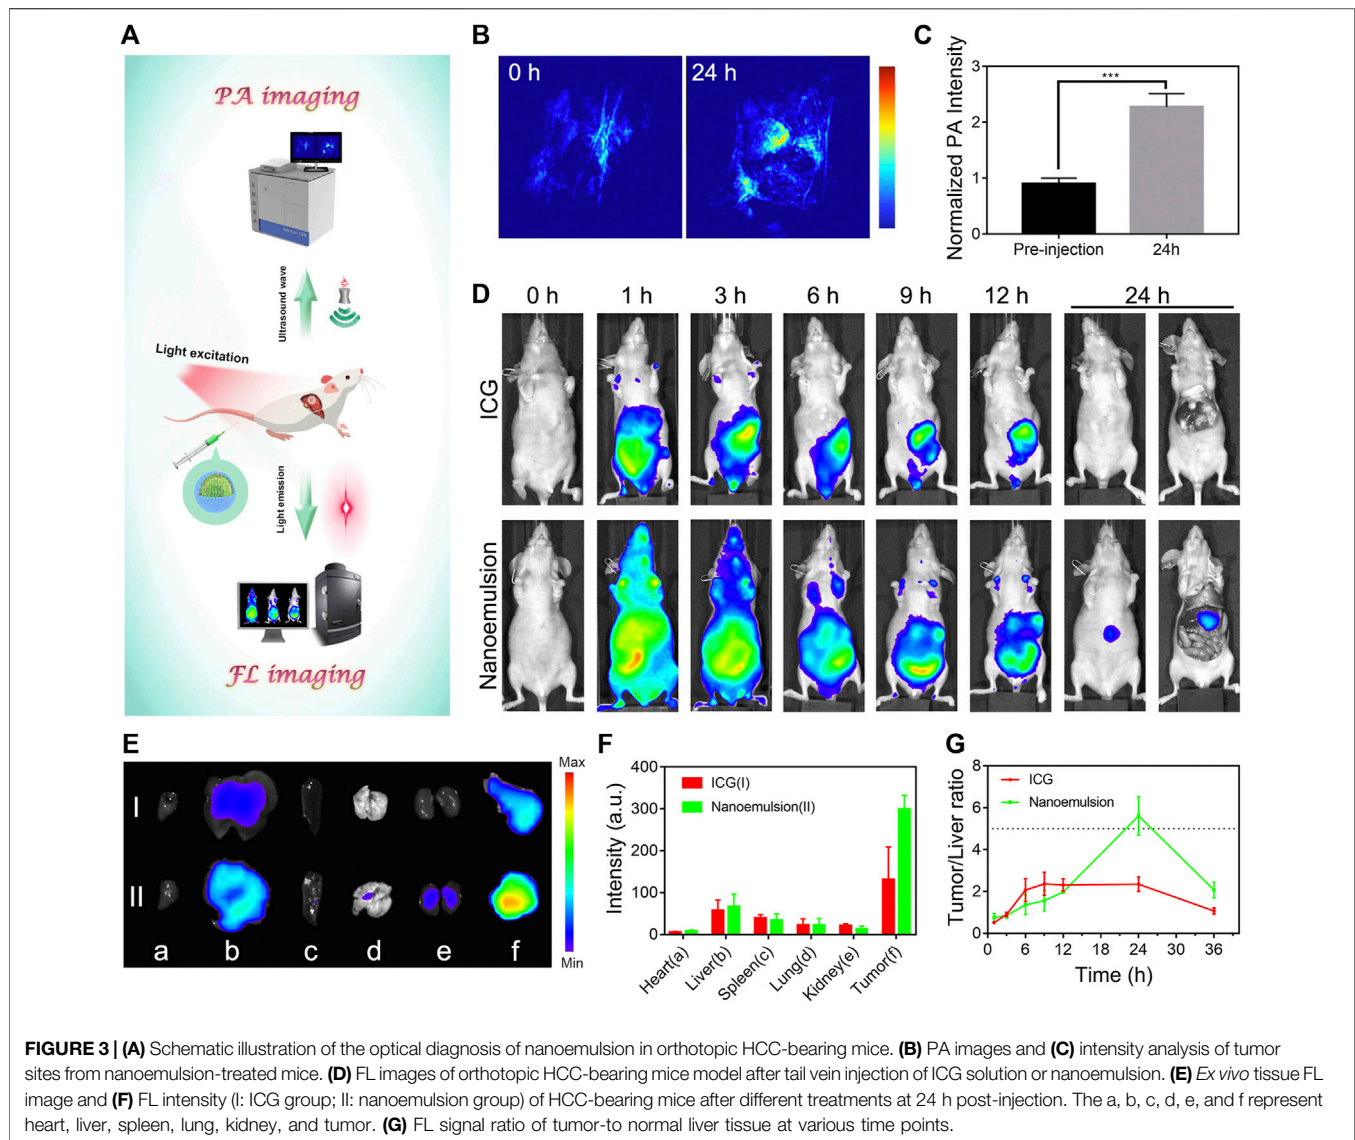 A
PA imaging
Ultrasound wave
Light excitation
Light emission
FL imaging
B
0 h
24 h
C
Normalized PA Intensity
3
2
1
0
***
Pre-injection
24h
D
0 h
1 h
3 h
6 h
9 h
12 h
24 h
ICG
Nanoemulsion
E
I
II
a
b
c
d
e
f
Max
Min
F
Intensity (a.u.)
400
300
200
100
0
ICG(I)
Nanoemulsion(II)
Heart(a)
Liver(b)
Spleen(c)
Lung(d)
Kidney(e)
Tumor(f)
G
Tumor/Liver ratio
8
6
4
2
0
ICG
Nanoemulsion
0
6
12
18
24
30
36
Time (h)
FIGURE 3 | (A) Schematic illustration of the optical diagnosis of nanoemulsion in orthotopic HCC-bearing mice. (B) PA images and (C) intensity analysis of tumor
sites from nanoemulsion-treated mice. (D) FL images of orthotopic HCC-bearing mice model after tail vein injection of ICG solution or nanoemulsion. (E) Ex vivo tissue FL
image and (F) FL intensity (I: ICG group; II: nanoemulsion group) of HCC-bearing mice after different treatments at 24 h post-injection. The a, b, c, d, e, and f represent
heart, liver, spleen, lung, kidney, and tumor. (G) FL signal ratio of tumor-to normal liver tissue at various time points.